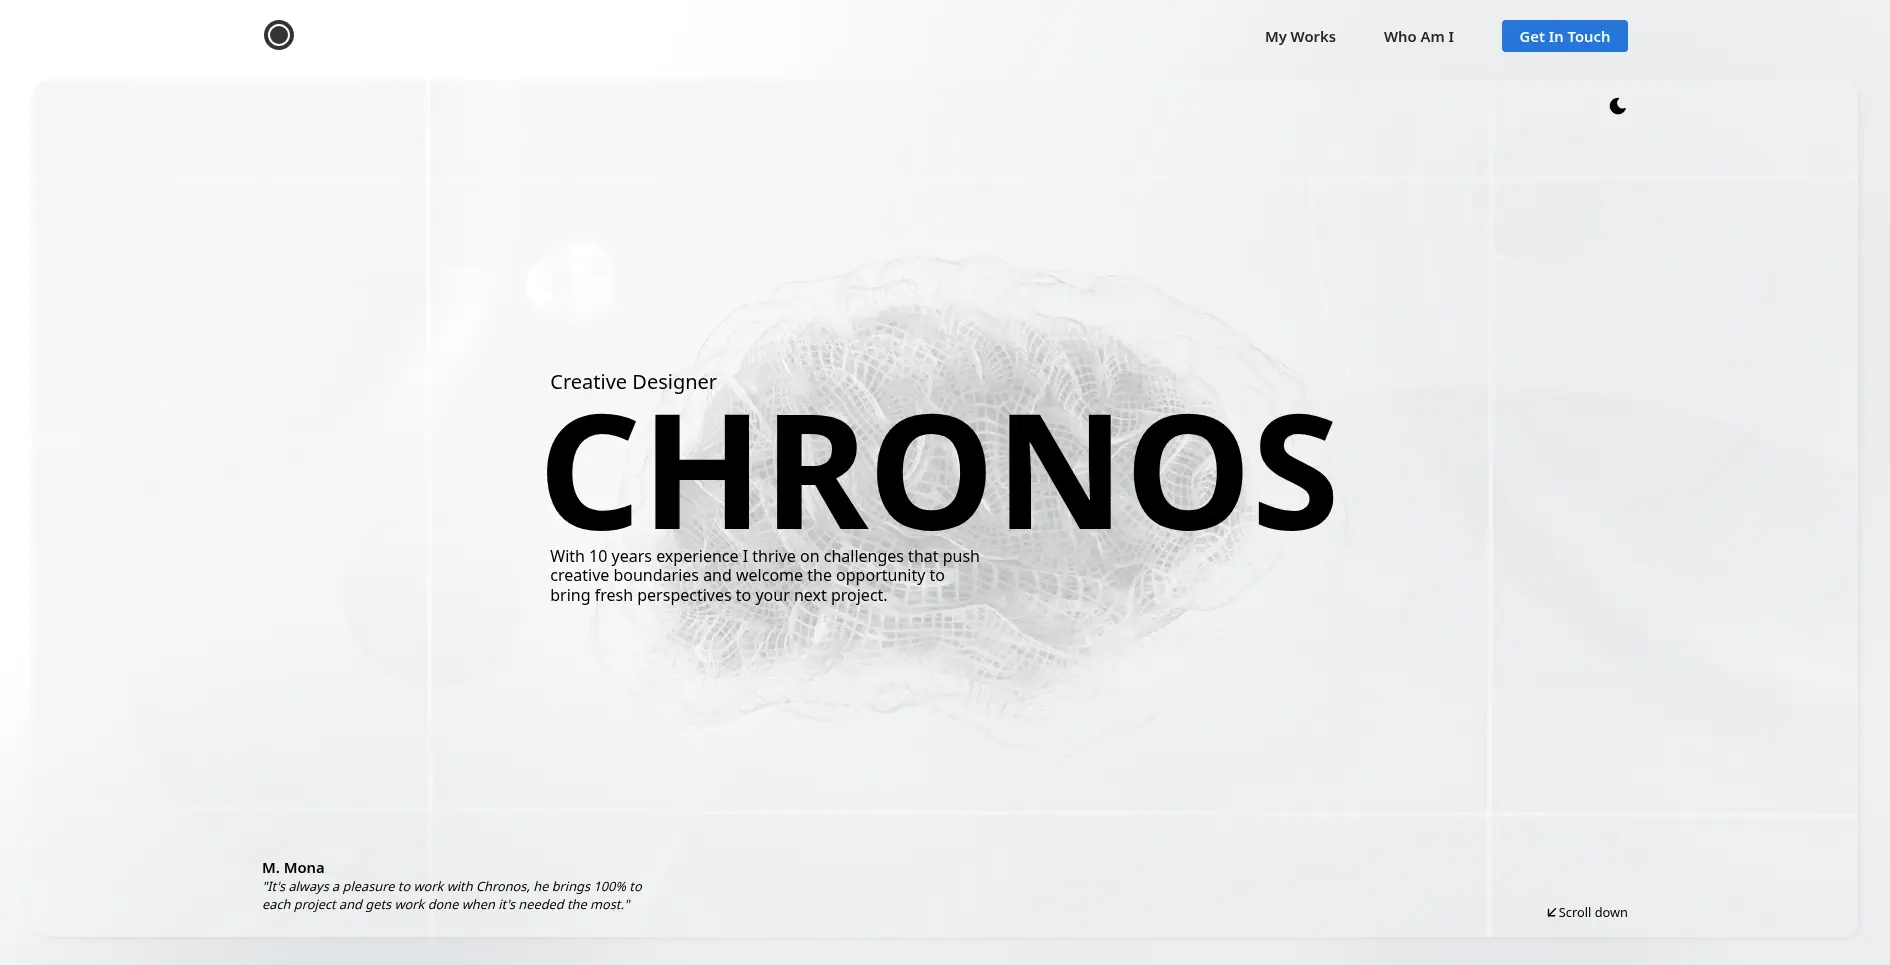 My Works
Who Am I
Get In Touch
Creative Designer
CHRONOS
With 10 years experience I thrive on challenges that push
creative boundaries and welcome the opportunity to
bring fresh perspectives to your next project.
M. Mona
"It's always a pleasure to work with Chronos, he brings 100% to
each project and gets work done when it's needed the most."
Scroll down